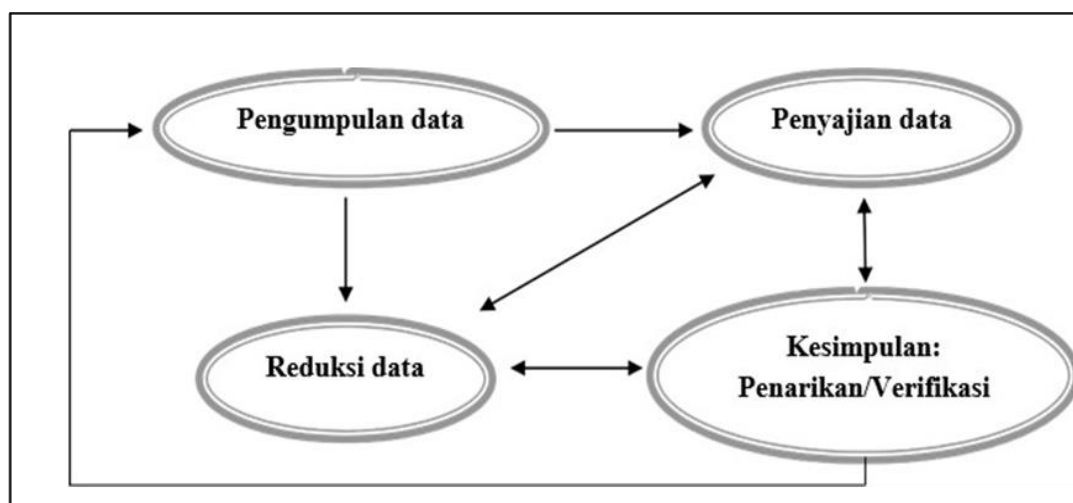 Pengumpulan data
Penyajian data
Reduksi data
Kesimpulan:
Penarikan/Verifikasi